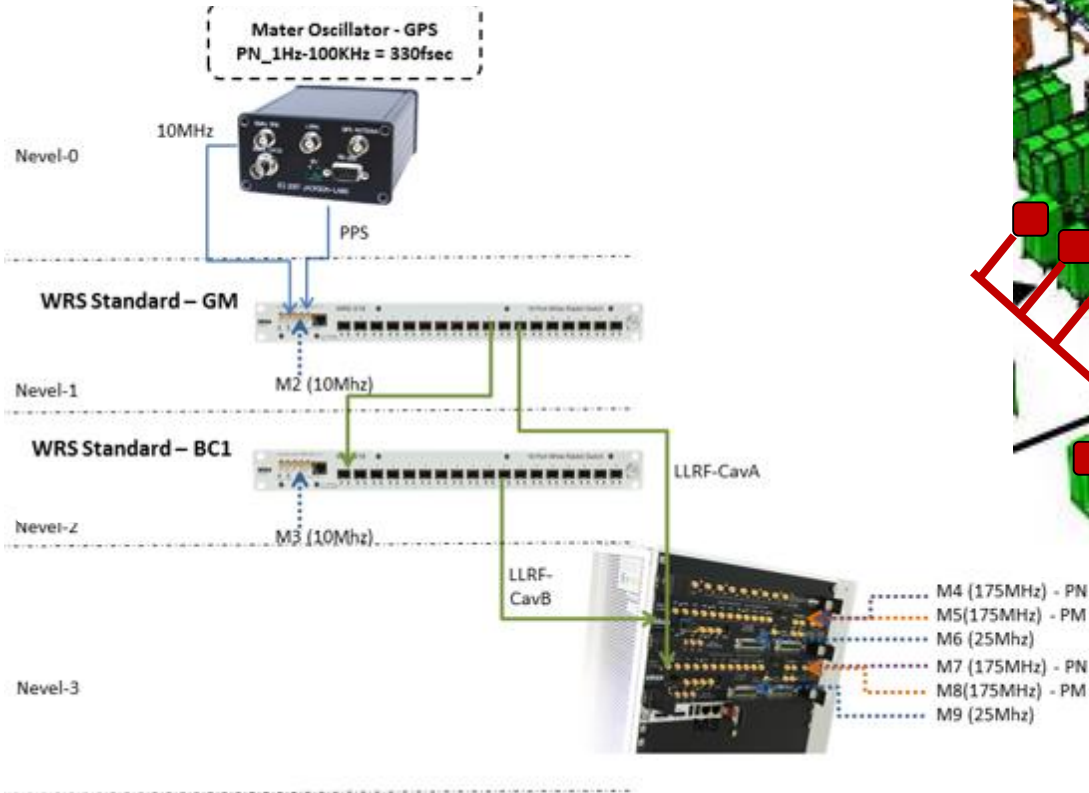 Mater Oscillator - GPS
PN_1Hz-100KHz = 330fsec
10MHz
Nevel-0
PPS
WRS Standard – GM
M2 (10Mhz)
Nevel-1
WRS Standard – BC1
LLRF-CavA
Nevel-2
M3 (10Mhz)
LLRF-
CavB
M4 (175MHz) - PN
M5(175MHz) - PM
M6 (25Mhz)
M7 (175MHz) - PN
M8(175MHz) - PM
M9 (25Mhz)
Nevel-3